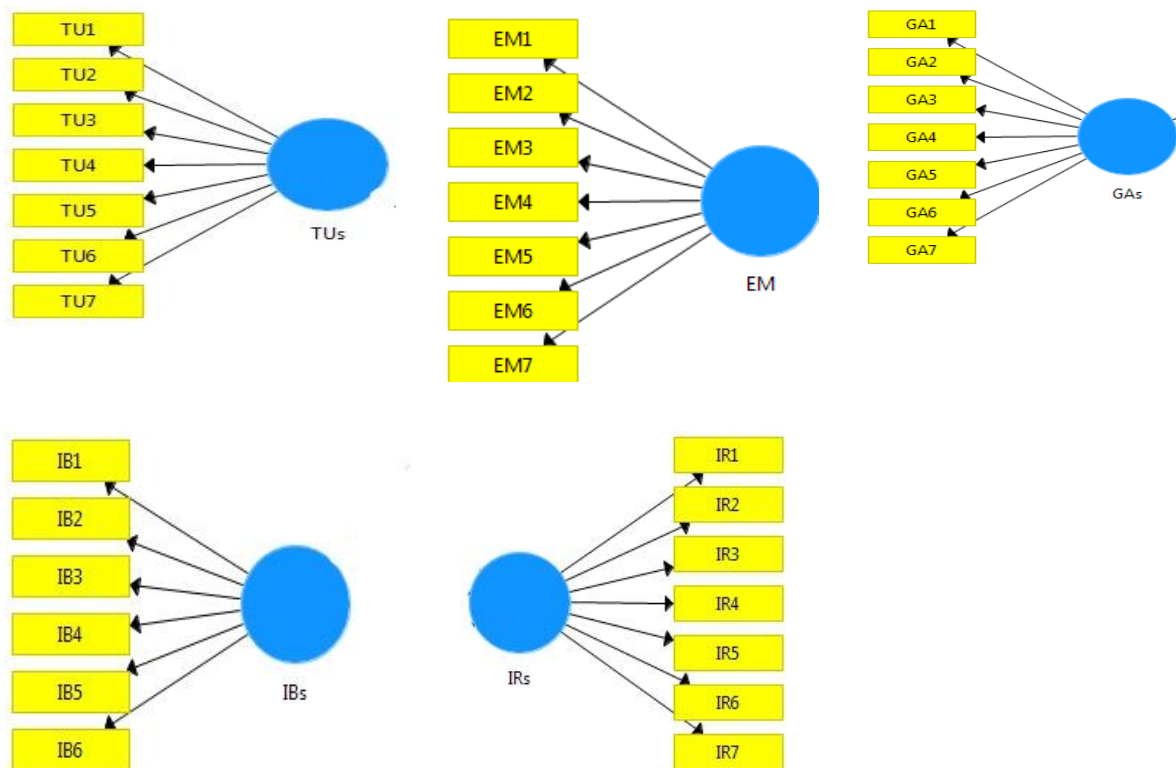 TU1
TU2
TU3
TU4
TU5
TU6
TU7
TUs
EM1
EM2
EM3
EM4
EM5
EM6
EM7
EM
GA1
GA2
GA3
GA4
GA5
GA6
GA7
GAs
IB1
IB2
IB3
IB4
IB5
IB6
IBs
IR1
IR2
IR3
IR4
IR5
IR6
IR7
IRs